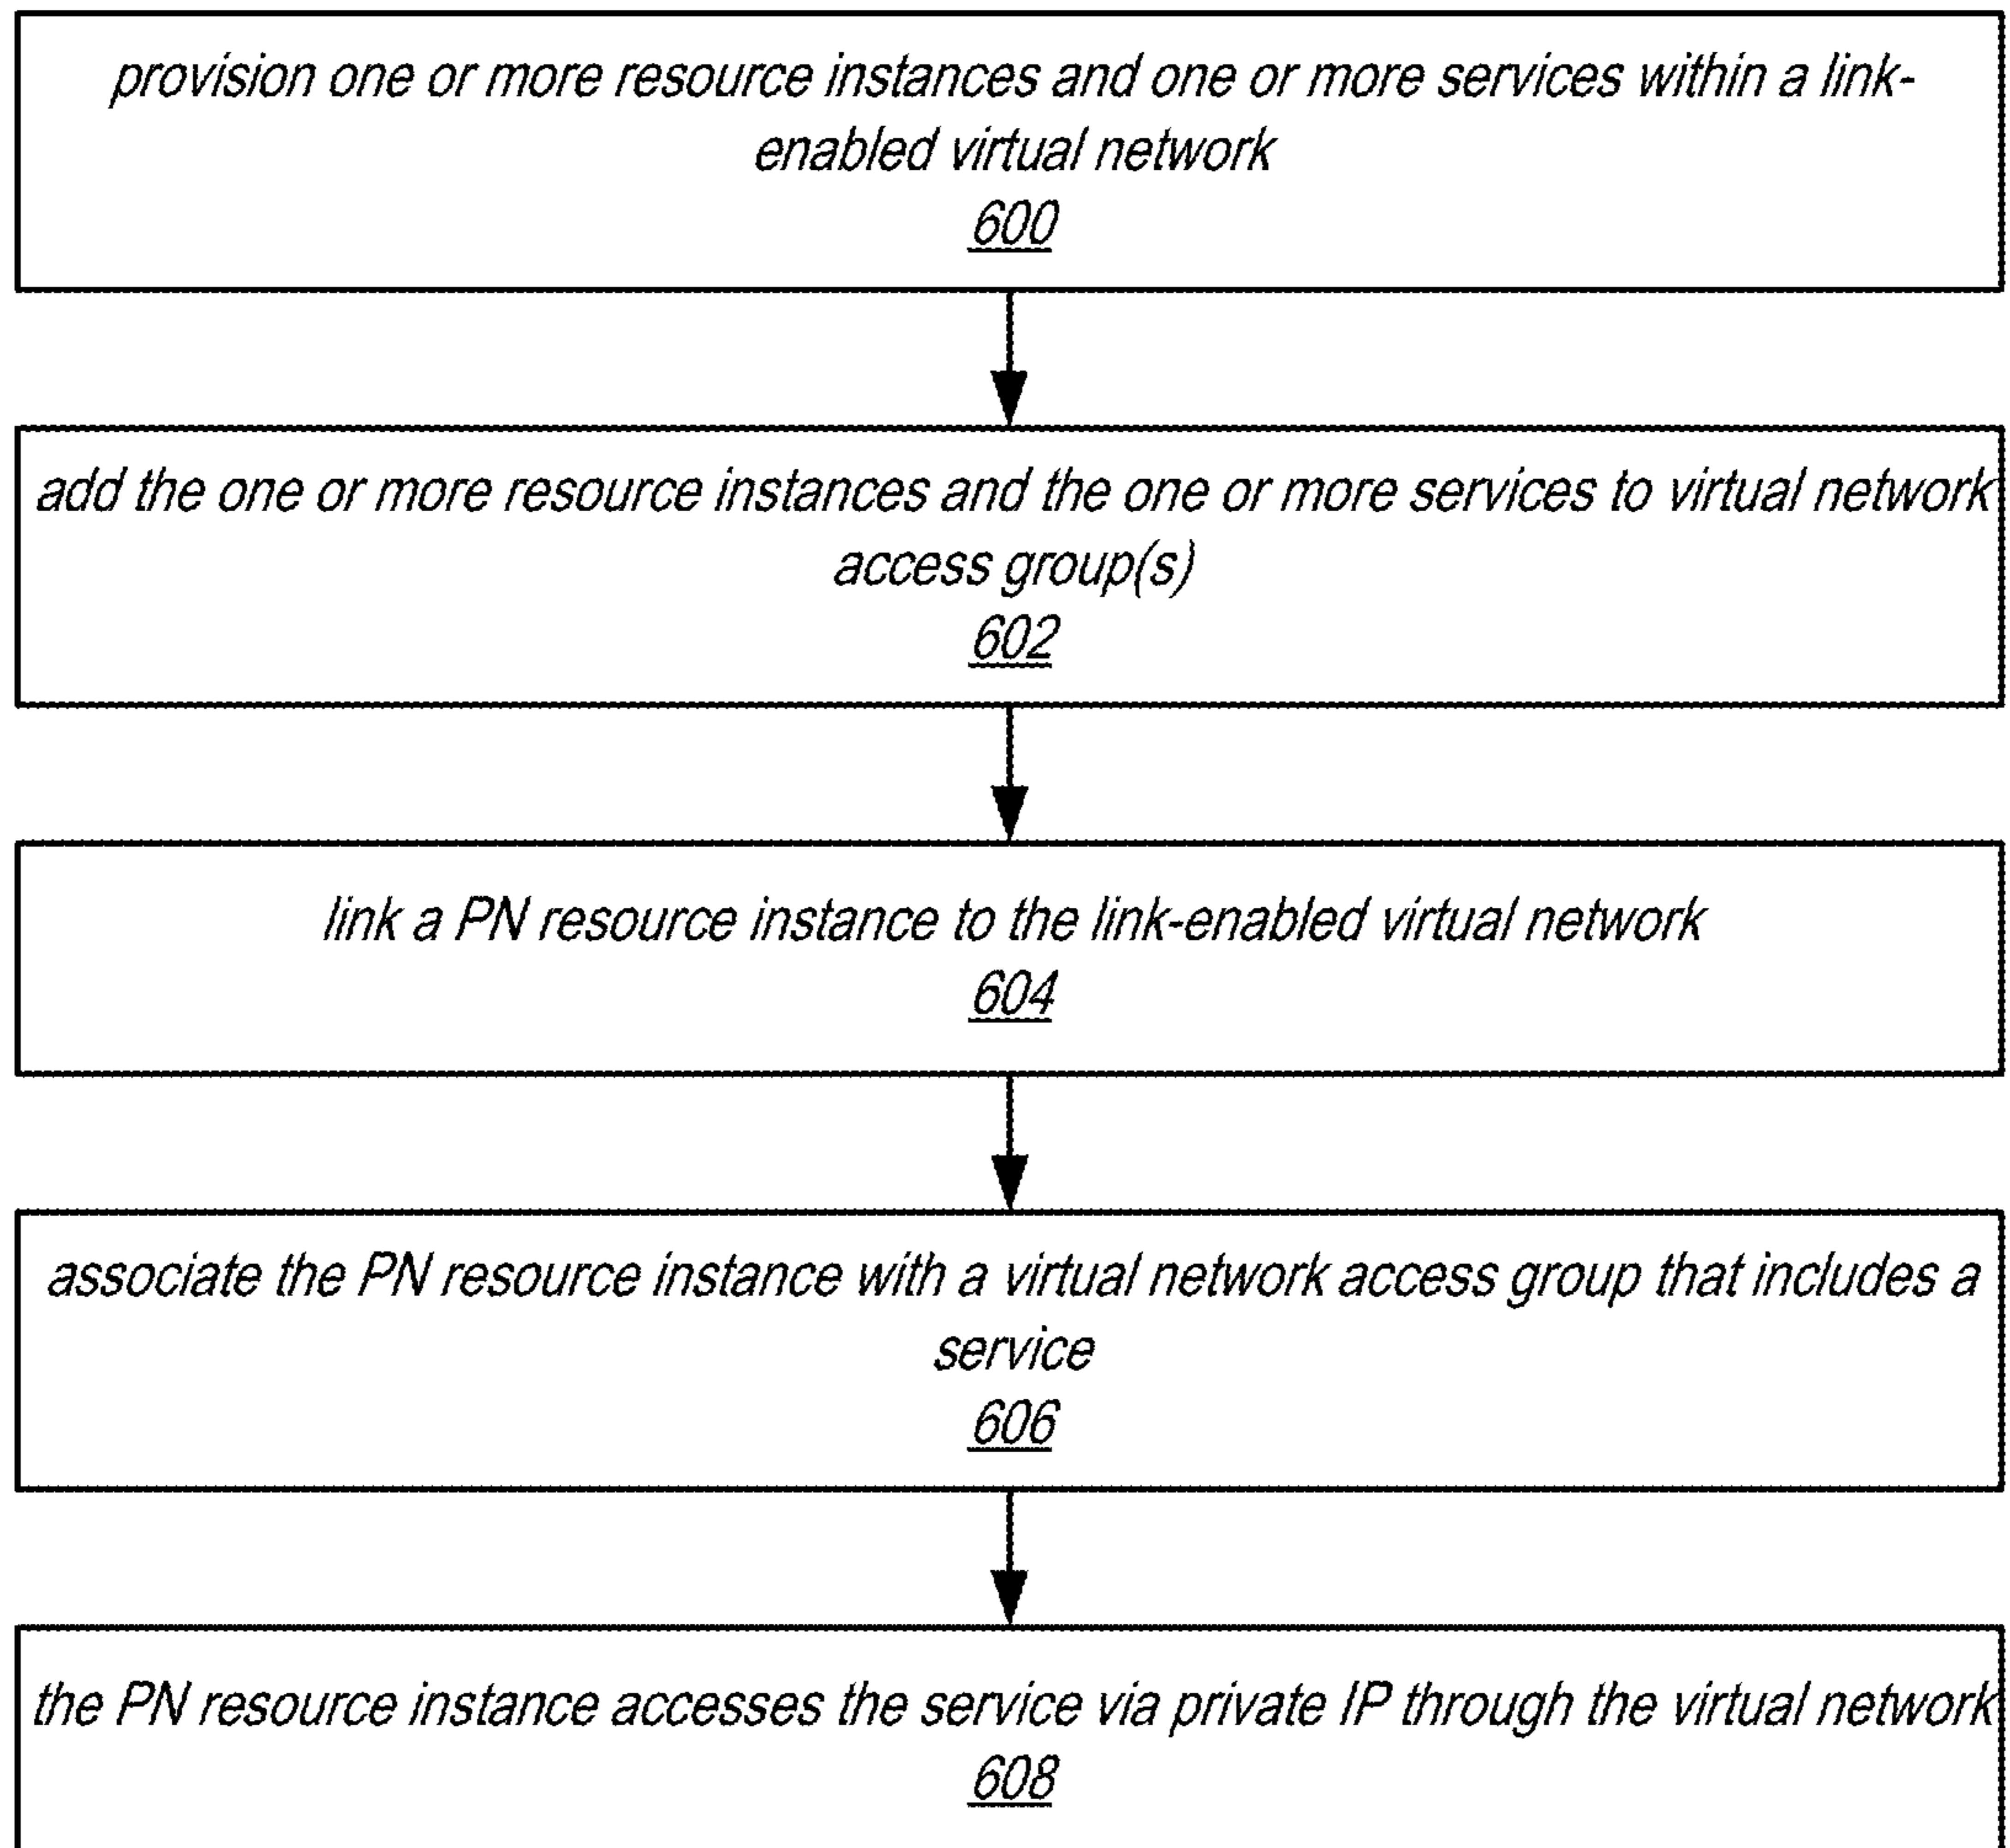 provision one or more resource instances and one or more services within a link-
enabled virtual network
600
add the one or more resource instances and the one or more services to virtual network
access group(s)
602
link a PN resource instance to the link-enabled virtual network
604
associate the PN resource instance with a virtual network access group that includes a
service
606
the PN resource instance accesses the service via private IP through the virtual network
608